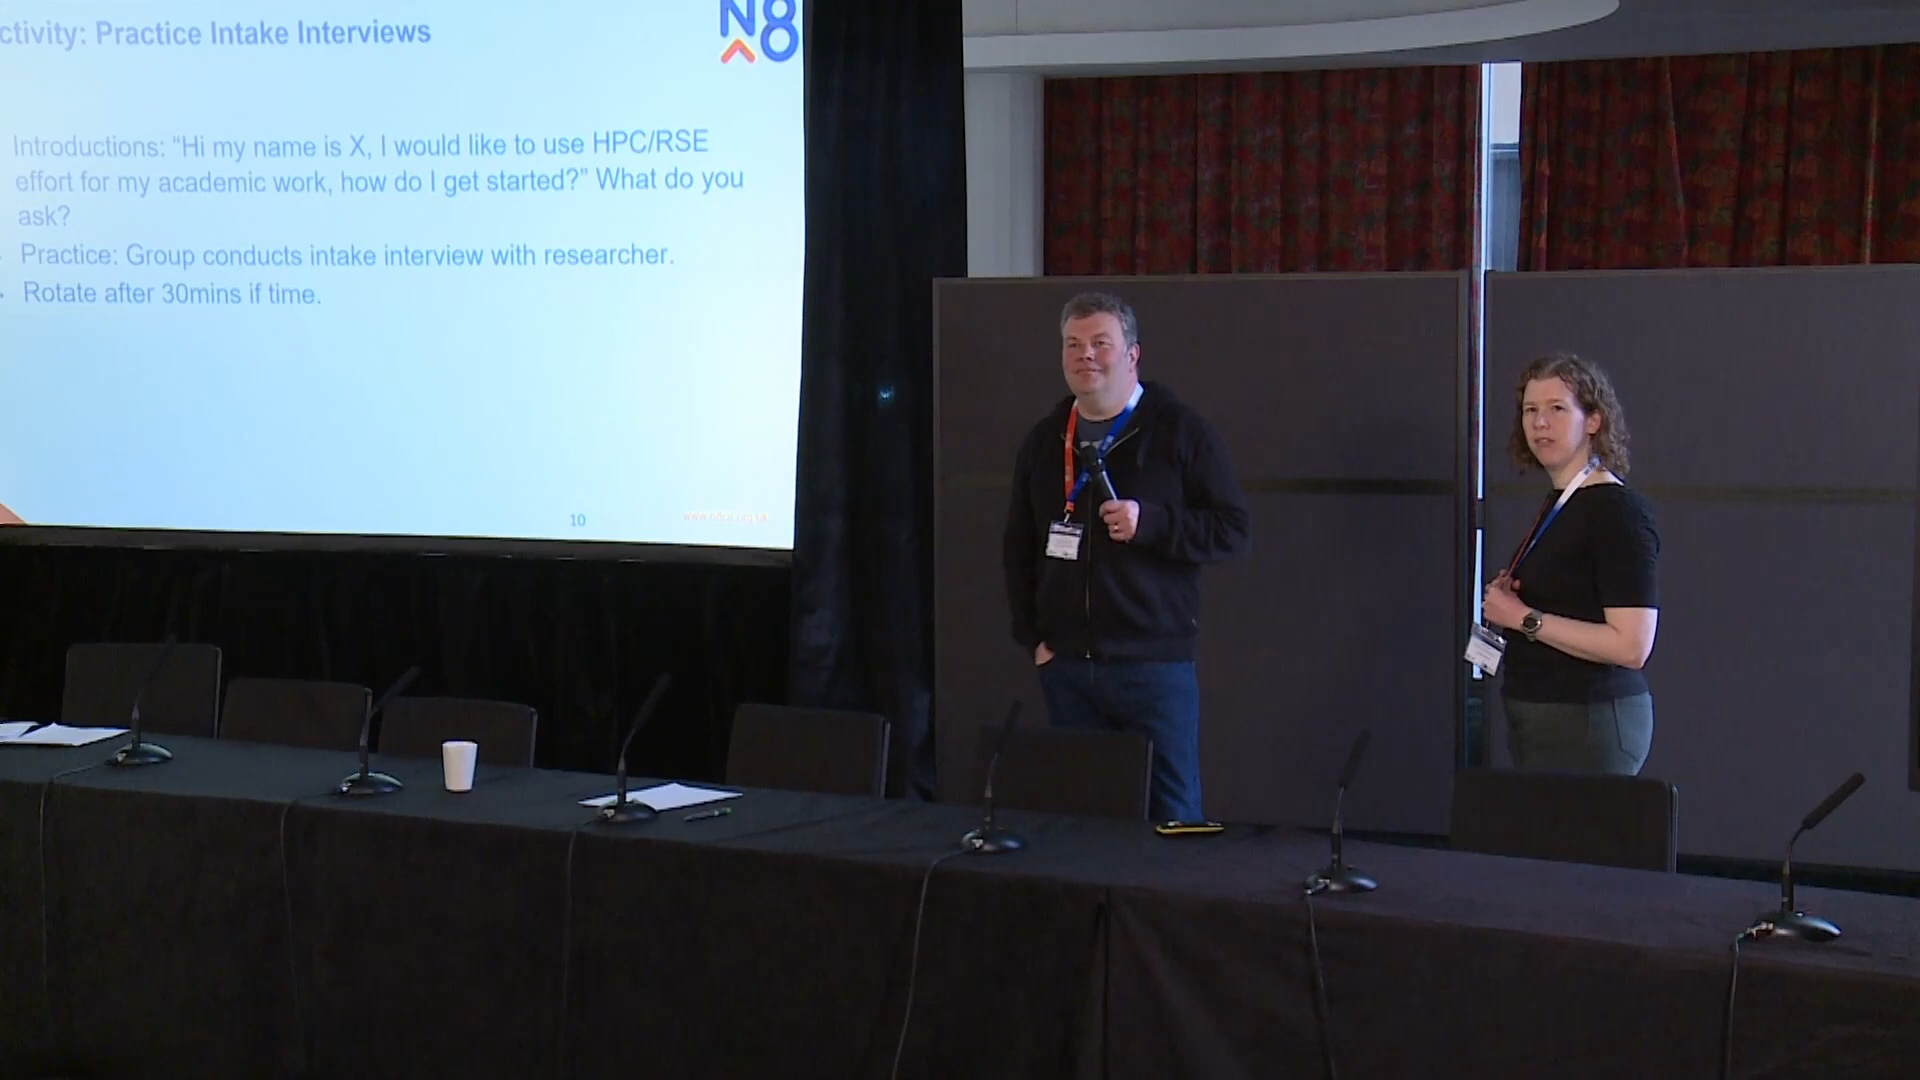 ctivity: Practice Intake Interviews
N8
Introductions: “Hi my name is X, I would like to use HPC/RSE
effort for my academic work, how do I get started?” What do you
ask?
Practice: Group conducts intake interview with researcher.
Rotate after 30mins if time.
10